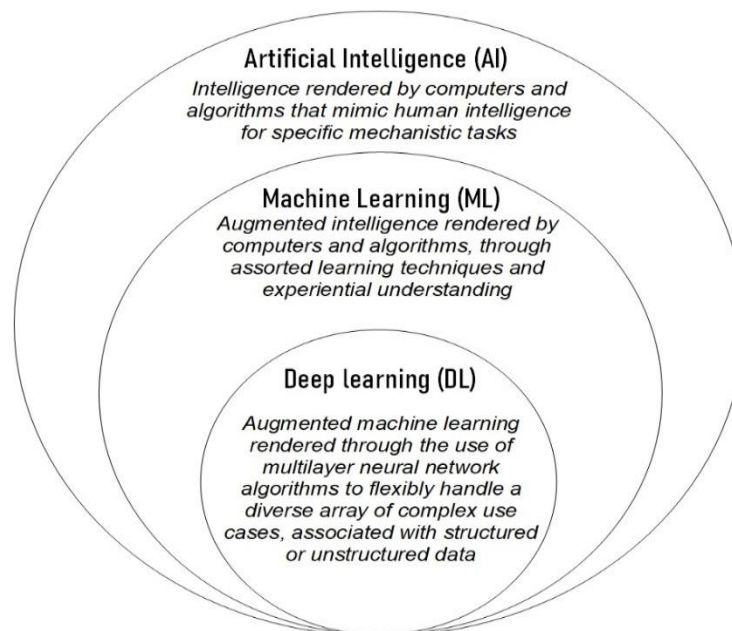 Artificial Intelligence (AI)
Intelligence rendered by computers and
algorithms that mimic human intelligence
for specific mechanistic tasks
Machine Learning (ML)
Augmented intelligence rendered by
computers and algorithms, through
assorted learning techniques and
experiential understanding
Deep learning (DL)
Augmented machine learning
rendered through the use of
multilayer neural network
algorithms to flexibly handle a
diverse array of complex use
cases, associated with structured
or unstructured data